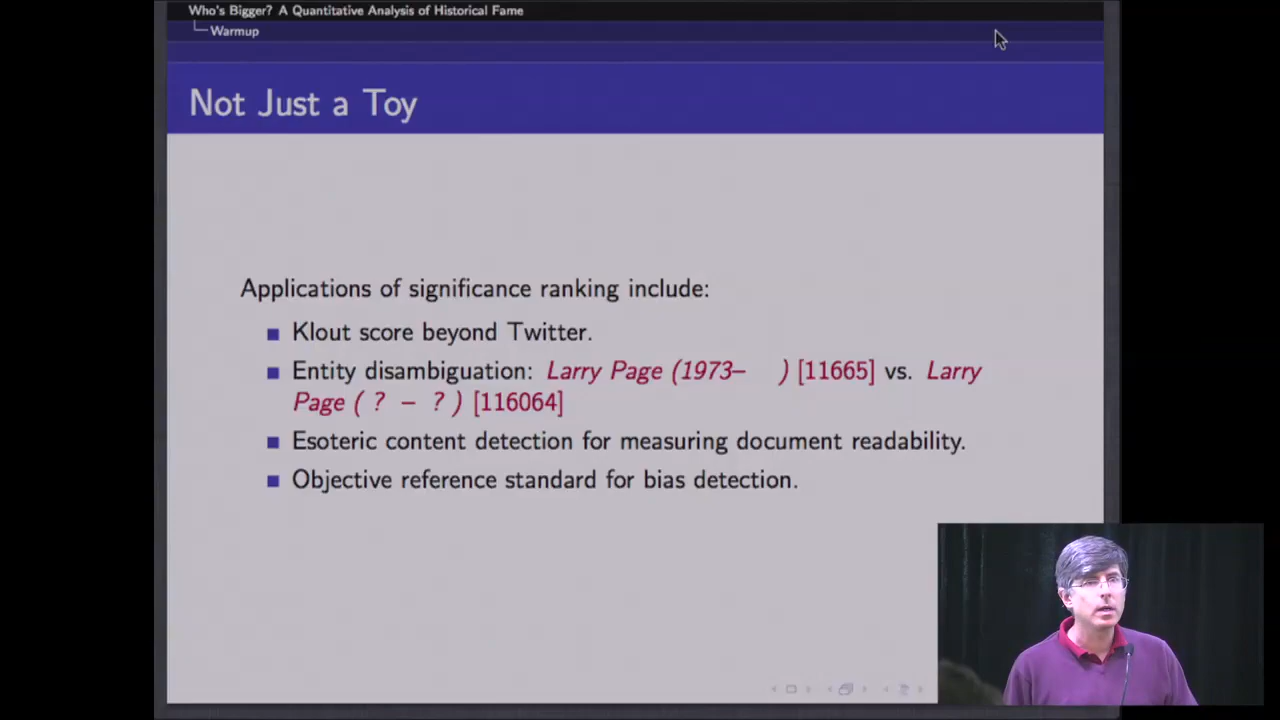 Who's Bigger? A Quantitative Analysis of Historical Fame
Warmup
Not Just a Toy
Applications of significance ranking include:
Klout score beyond Twitter.
Entity disambiguation: Larry Page (1973– ) [11665] vs. Larry
Page ( ? – ? ) [116064]
Esoteric content detection for measuring document readability.
Objective reference standard for bias detection.